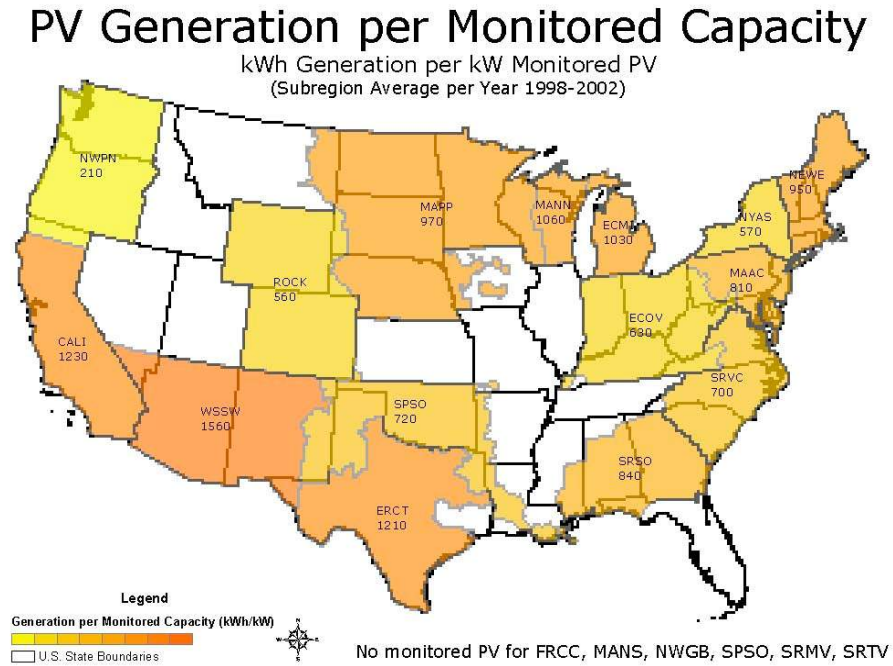 PV Generation per Monitored Capacity
kWh Generation per kW Monitored PV
(Subregion Average per Year 1998-2002)
NWPN
210
MAPP
970
MANN
1060
ECMI
1030
NEWE
950
NYAS
570
MAAC
810
ROCK
560
ECOV
630
CALI
1230
SRVC
700
WSSW
1560
SPSO
720
SRSO
840
ERCT
1210
Legend
Generation per Monitored Capacity (kWh/kW)
U.S. State Boundaries
N
W
E
S
No monitored PV for FRCC, MANS, NWGB, SPSO, SRMV, SRTV